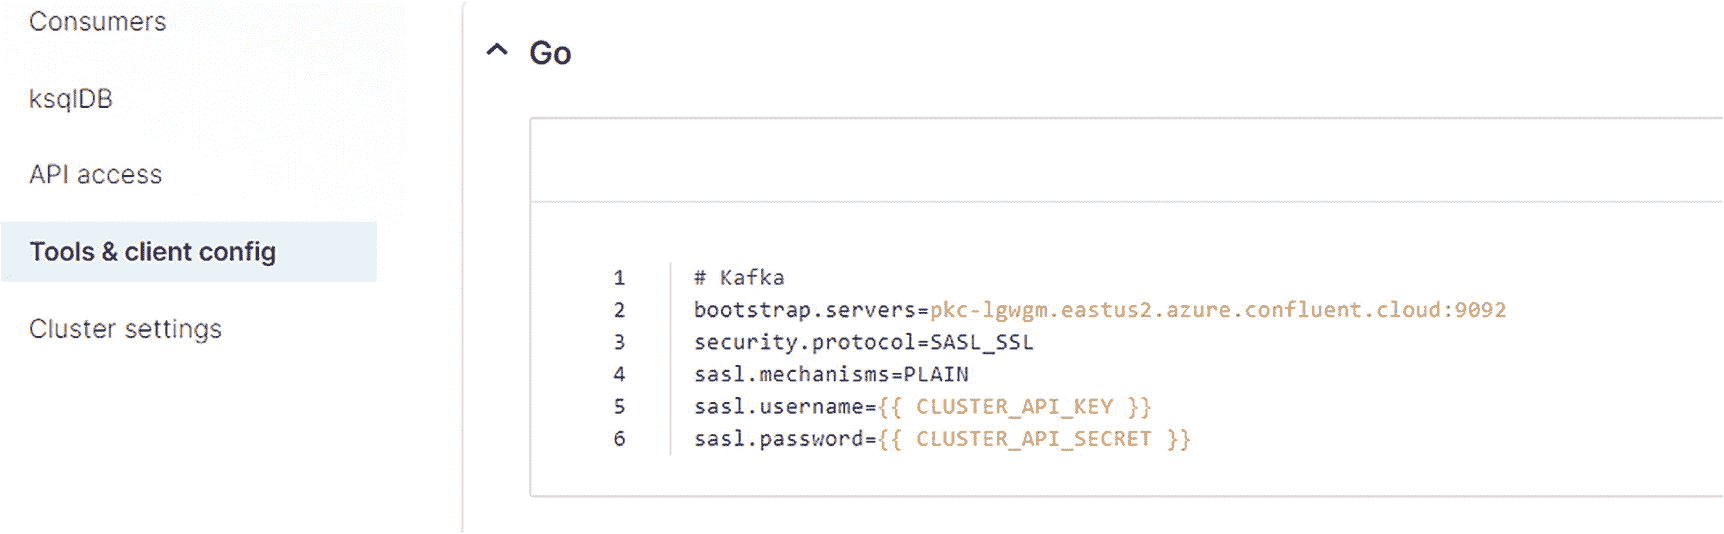 Consumers
ksqlDB
API access
Tools & client config
Cluster settings
Go
1 # Kafka
2 bootstrap.servers=pkc-lgwgm.eastus2.azure.confluent.cloud:9092
3 security.protocol=SASL_SSL
4 sasl.mechanisms=PLAIN
5 sasl.username={{ CLUSTER_API_KEY }}
6 sasl.password={{ CLUSTER_API_SECRET }}